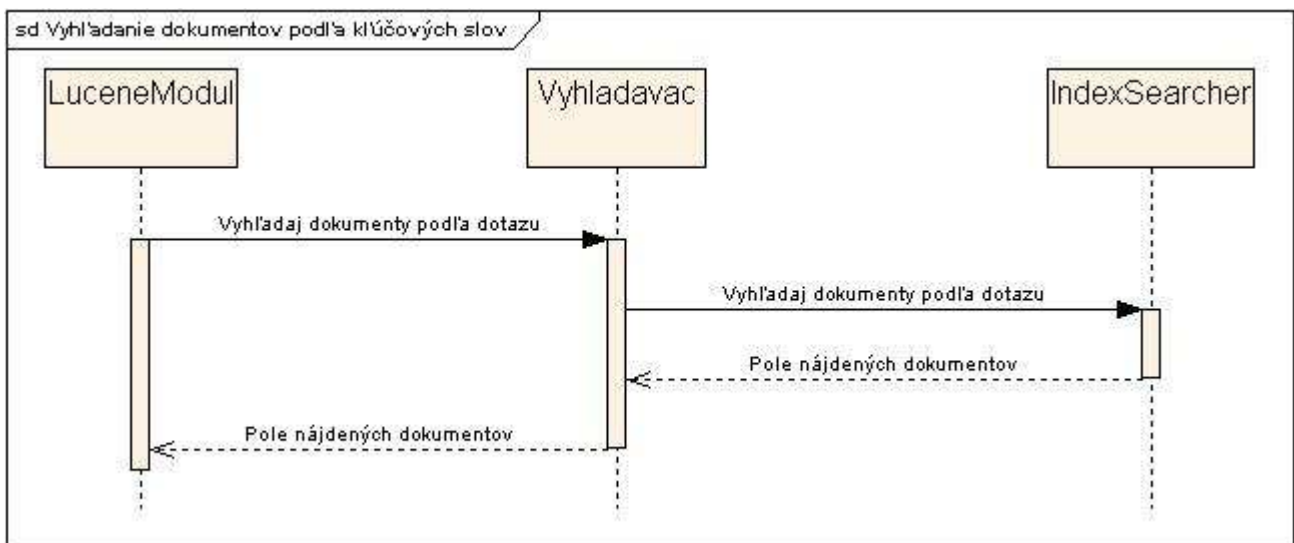 sd Vyhľadanie dokumentov podľa kľúčových slov
LuceneModul
Vyhladavac
IndexSearcher
Vyhľadaj dokumenty podľa dotazu
Vyhľadaj dokumenty podľa dotazu
Pole nájdených dokumentov
Pole nájdených dokumentov